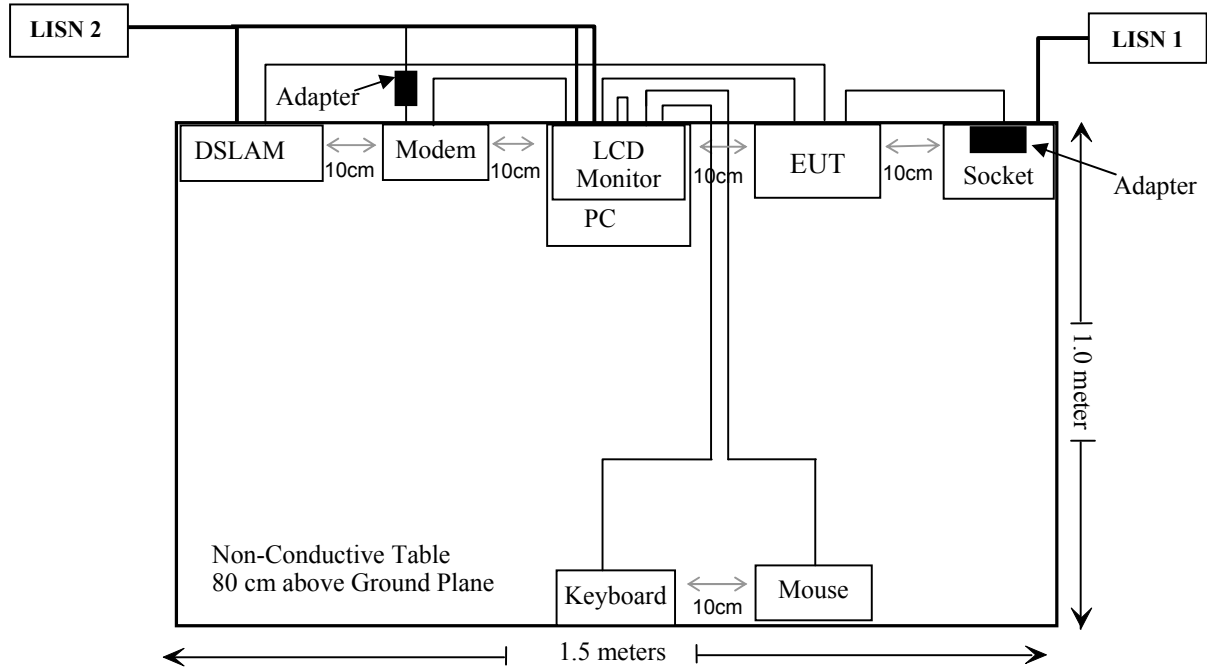 LISN 2
LISN 1
Adapter
DSLAM
10cm
Modem
10cm
LCD
Monitor
PC
10cm
EUT
10cm
Socket
Adapter
1.0 meter
Non-Conductive Table
80 cm above Ground Plane
Keyboard
10cm
Mouse
1.5 meters